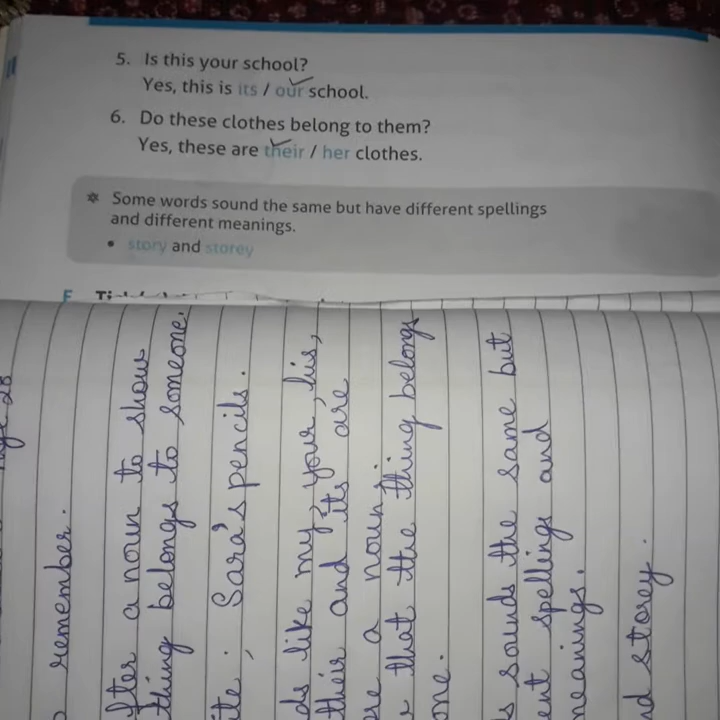 5. Is this your school?
Yes, this is its / our school.
6. Do these clothes belong to them?
Yes, these are their / her clothes.
* Some words sound the same but have different spellings
and different meanings.
• story and storey
F
remember.
a noun to show
thing belongs to someone.
Sara's pencils.
like my, your, his,
their and its are
a noun.
that the thing belongs
one.
sounds the same but
spellings and
meanings.
storey.